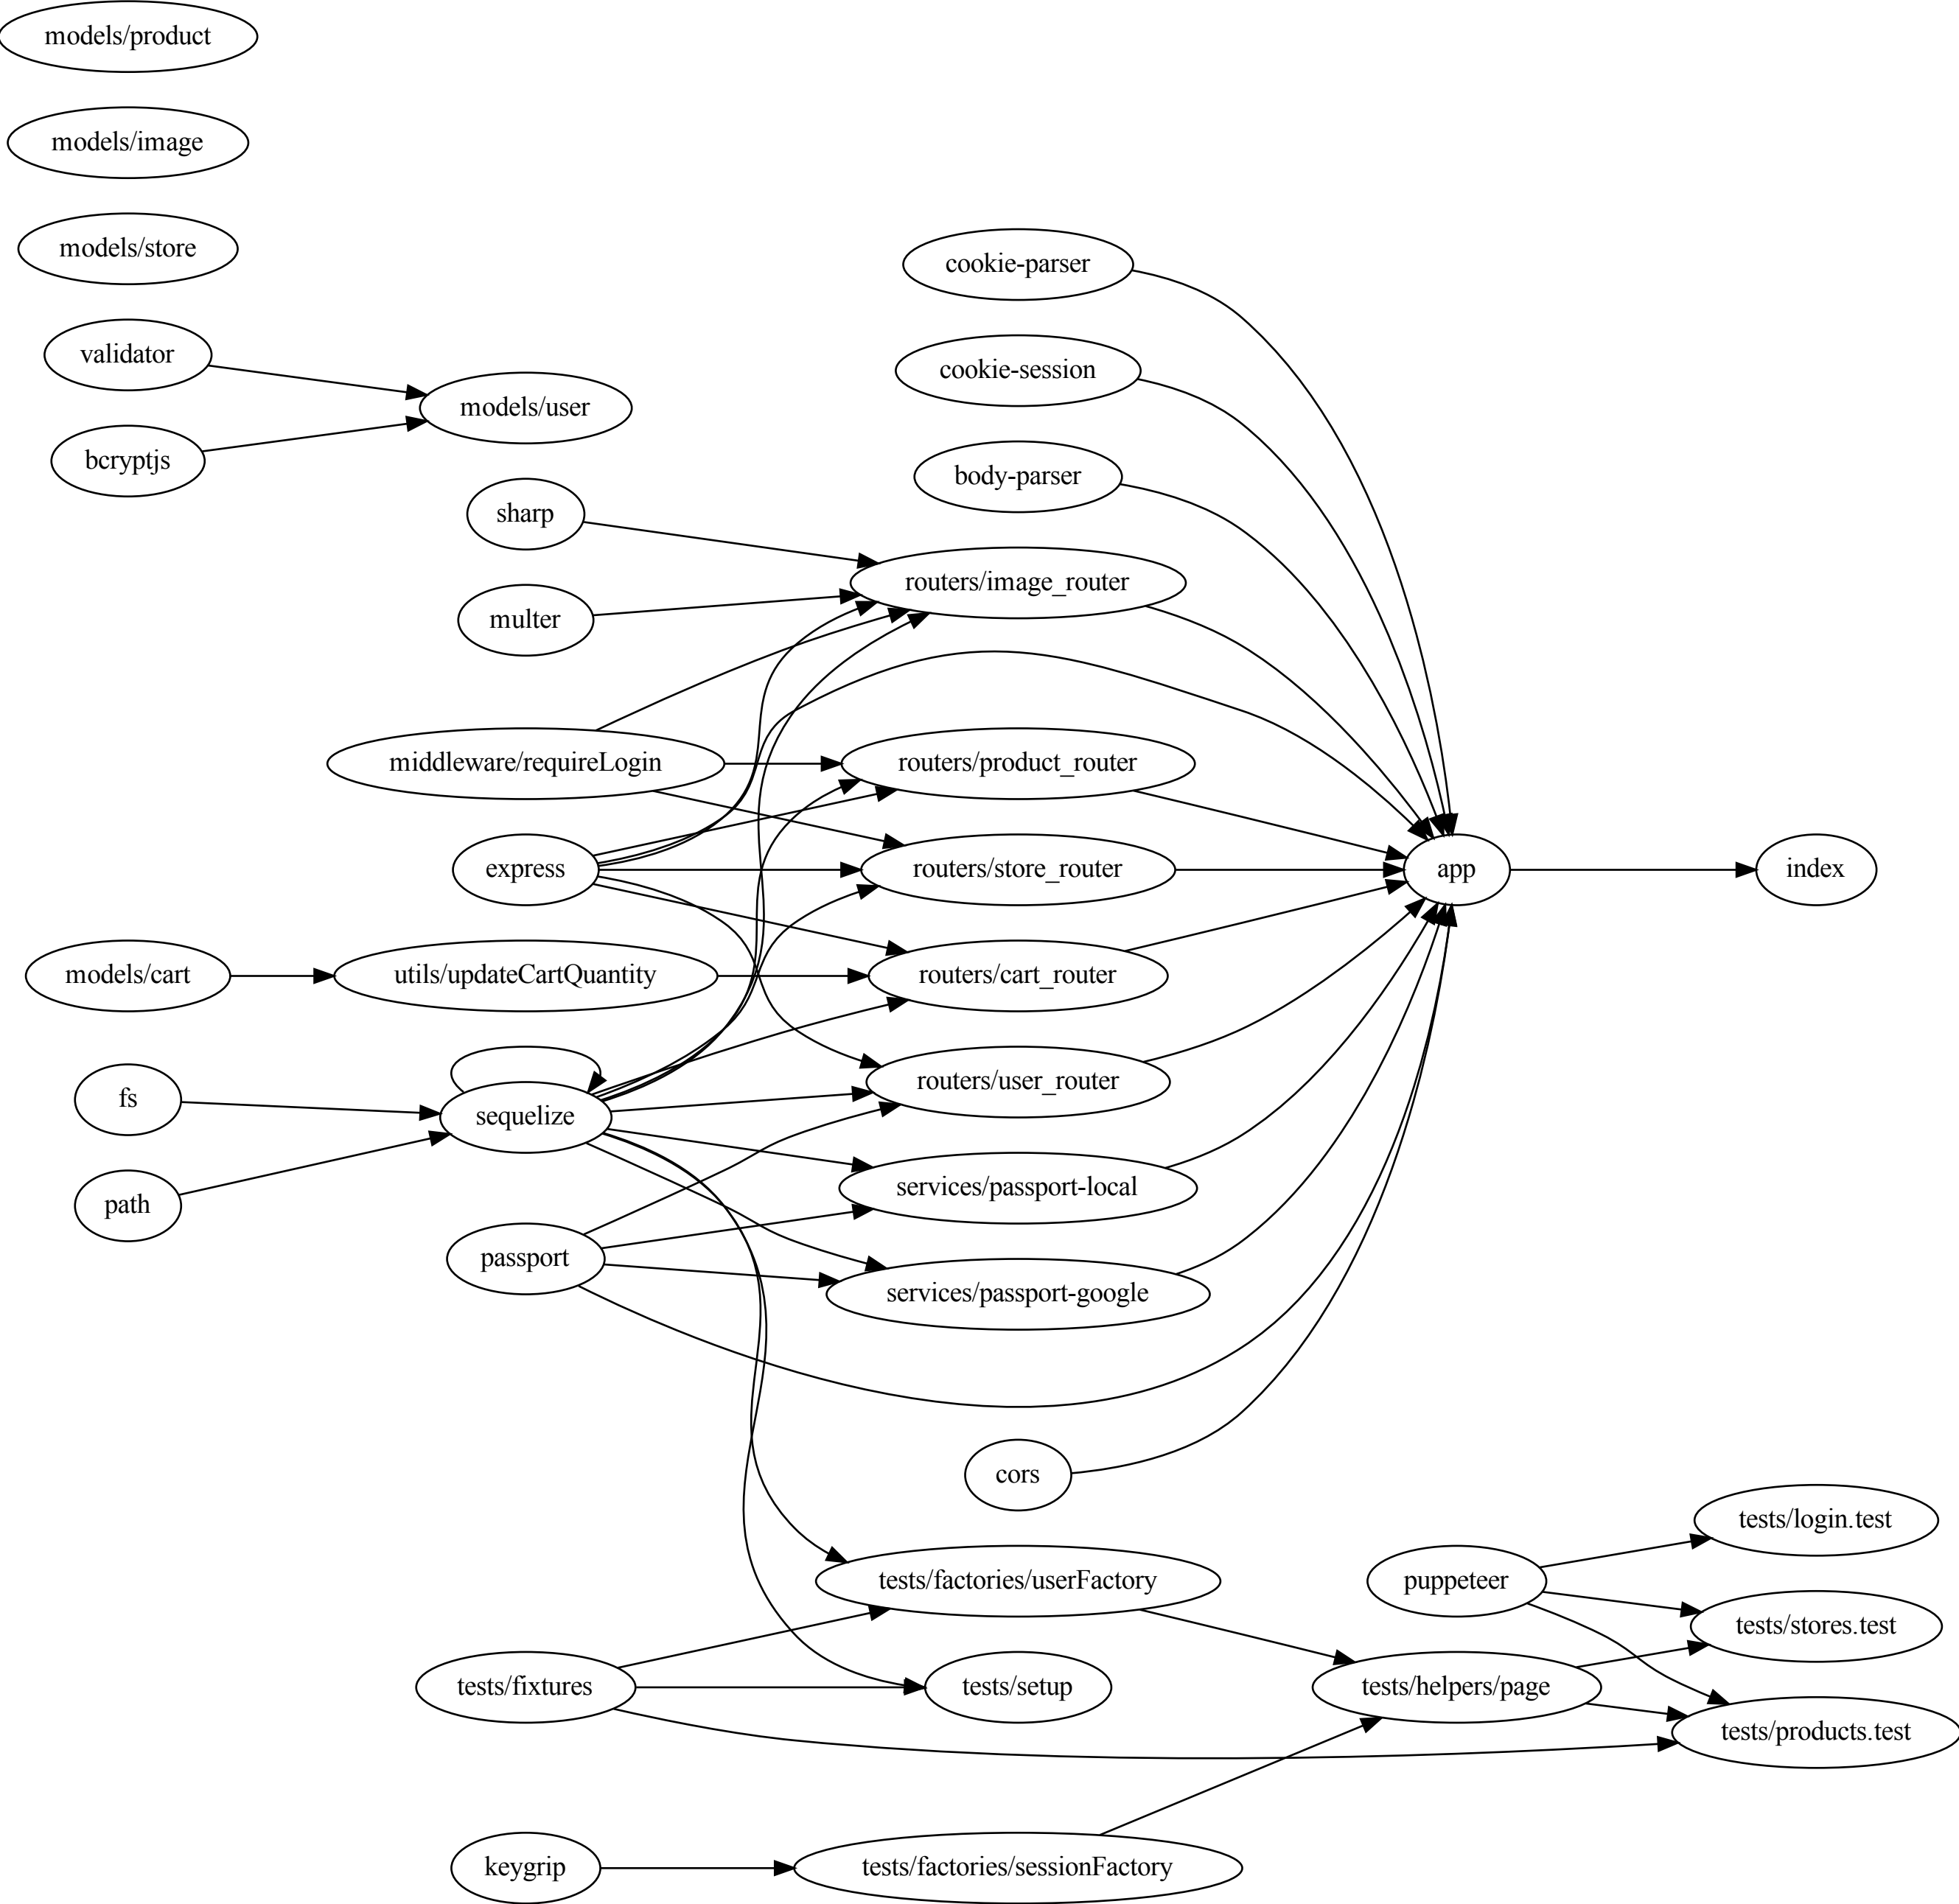 models/product
models/image
models/store
validator
bcryptjs
models/user
sharp
multer
middleware/requireLogin
express
models/cart
utils/updateCartQuantity
fs
path
sequelize
passport
cookie-parser
cookie-session
body-parser
routers/image_router
routers/product_router
routers/store_router
routers/cart_router
routers/user_router
services/passport-local
services/passport-google
cors
app
index
tests/factories/userFactory
tests/fixtures
tests/setup
keygrip
tests/factories/sessionFactory
puppeteer
tests/helpers/page
tests/login.test
tests/stores.test
tests/products.test